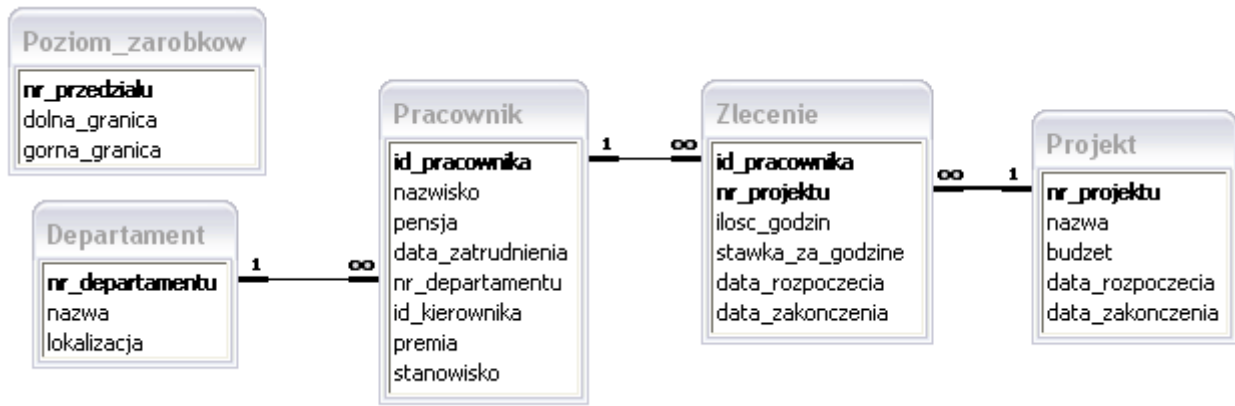 Poziom_zarobkow
nr_przedzialu
dolna_granica
gorna_granica
Departament
nr_departamentu
nazwa
lokalizacja
1
∞
Pracownik
id_pracownika
nazwisko
pensja
data_zatrudnienia
nr_departamentu
id_kierownika
premia
stanowisko
1
∞
Zlecenie
id_pracownika
nr_projektu
ilosc_godzin
stawka_za_godzine
data_rozpoczecia
data_zakonczenia
∞
1
Projekt
nr_projektu
nazwa
budzet
data_rozpoczecia
data_zakonczenia